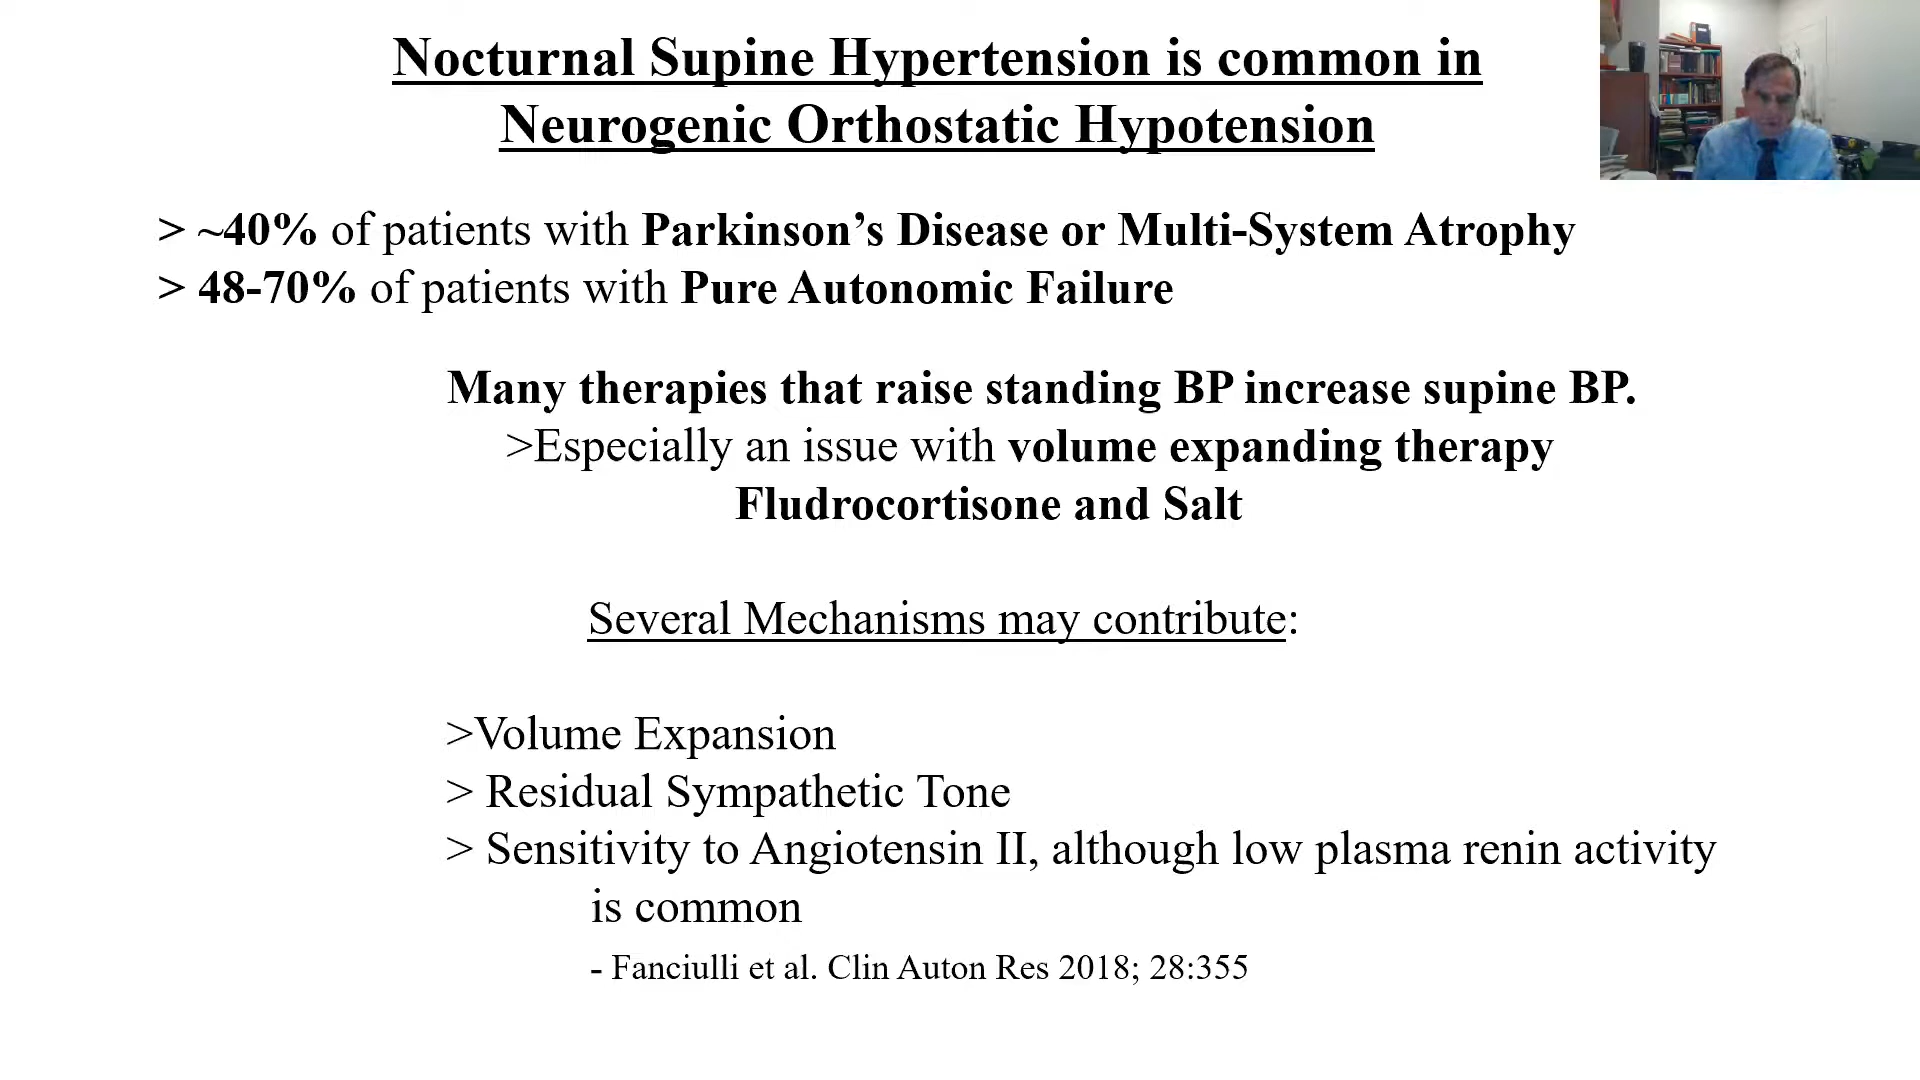 Nocturnal Supine Hypertension is common in
Neurogenic Orthostatic Hypotension
> ~40% of patients with Parkinson’s Disease or Multi-System Atrophy
> 48-70% of patients with Pure Autonomic Failure
Many therapies that raise standing BP increase supine BP.
>Especially an issue with volume expanding therapy
Fludrocortisone and Salt
Several Mechanisms may contribute:
>Volume Expansion
> Residual Sympathetic Tone
> Sensitivity to Angiotensin II, although low plasma renin activity
is common
- Fanciulli et al. Clin Auton Res 2018; 28:355